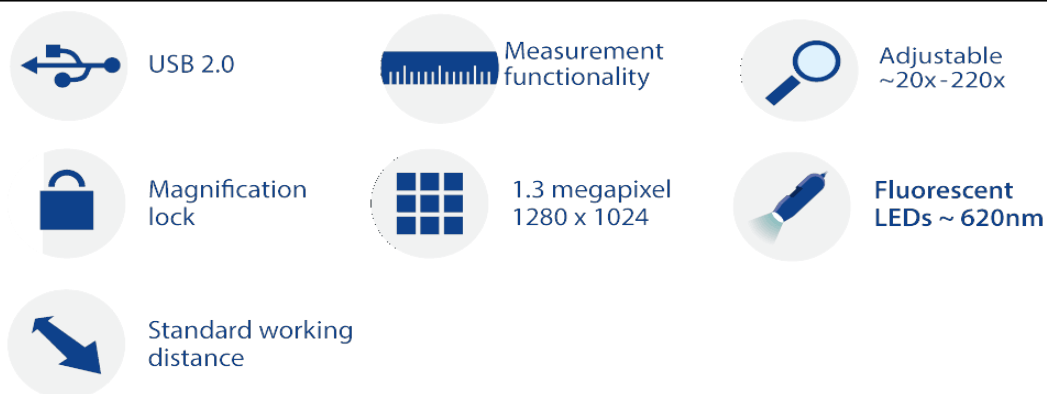 USB 2.0
Measurement
functionality
Adjustable
~20x-220x
Magnification
lock
1.3 megapixel
1280 x 1024
Fluorescent
LEDs ~ 620nm
Standard working
distance